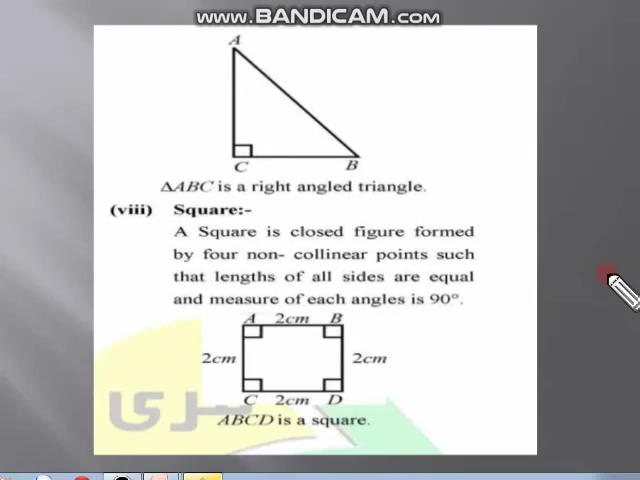 www.BANDICAM.com
A
C
B
ΔABC is a right angled triangle.
(viii) Square:-
A Square is closed figure formed
by four non- collinear points such
that lengths of all sides are equal
and measure of each angles is 90°.
A 2cm B
2cm 2cm
C 2cm D
ABCD is a square.